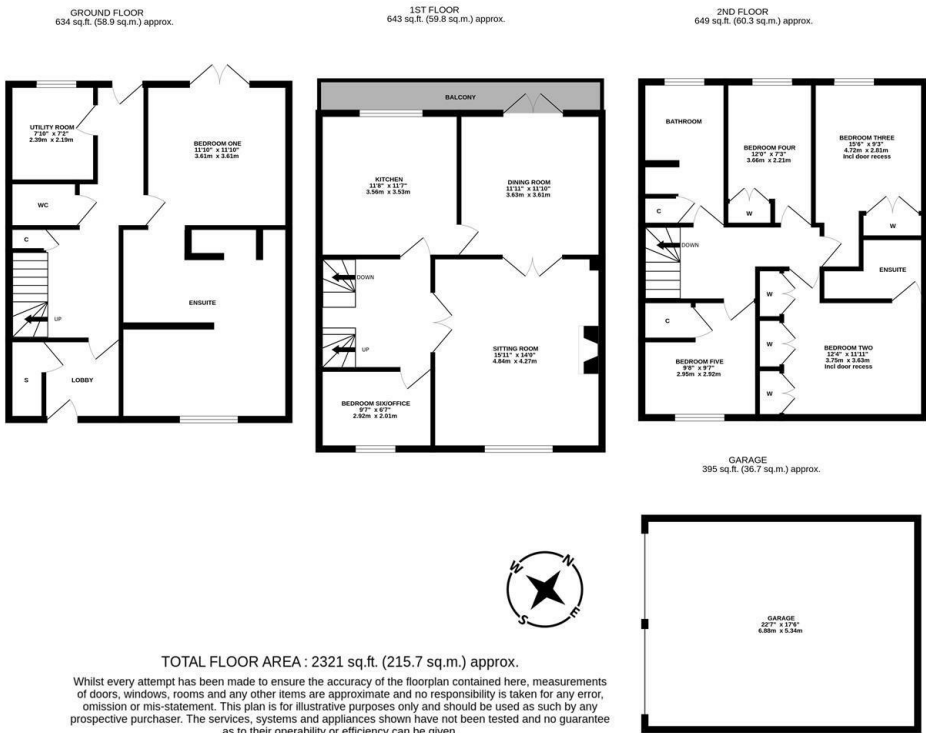 GROUND FLOOR
634 sq.ft. (58.9 sq.m.) approx.
UTILITY ROOM
7'10" x 7'2"
2.39m x 2.19m
BEDROOM ONE
11'10" x 11'10"
3.61m x 3.61m
WC
C
ENSUITE
UP
S
LOBBY
1ST FLOOR
643 sq.ft. (59.8 sq.m.) approx.
BALCONY
KITCHEN
11'8" x 11'7"
3.56m x 3.53m
DINING ROOM
11'11" x 11'10"
3.63m x 3.61m
DOWN
UP
SITTING ROOM
15'11" x 14'0"
4.84m x 4.27m
BEDROOM SIX/OFFICE
9'7" x 6'7"
2.92m x 2.01m
2ND FLOOR
649 sq.ft. (60.3 sq.m.) approx.
BATHROOM
BEDROOM FOUR
12'0" x 7'3"
3.66m x 2.21m
BEDROOM THREE
15'6" x 9'3"
4.72m x 2.81m
Incl door recess
C
W
W
DOWN
ENSUITE
W
C
W
BEDROOM TWO
12'4" x 11'11"
3.75m x 3.63m
Incl door recess
BEDROOM FIVE
9'8" x 9'7"
2.95m x 2.92m
W
GARAGE
395 sq.ft. (36.7 sq.m.) approx.
GARAGE
22'7" x 17'6"
6.88m x 5.34m
N
W
E
S
TOTAL FLOOR AREA : 2321 sq.ft. (215.7 sq.m.) approx.
Whilst every attempt has been made to ensure the accuracy of the floorplan contained here, measurements
of doors, windows, rooms and any other items are approximate and no responsibility is taken for any error,
omission or mis-statement. This plan is for illustrative purposes only and should be used as such by any
prospective purchaser. The services, systems and appliances shown have not been tested and no guarantee
as to their operability or efficiency can be given